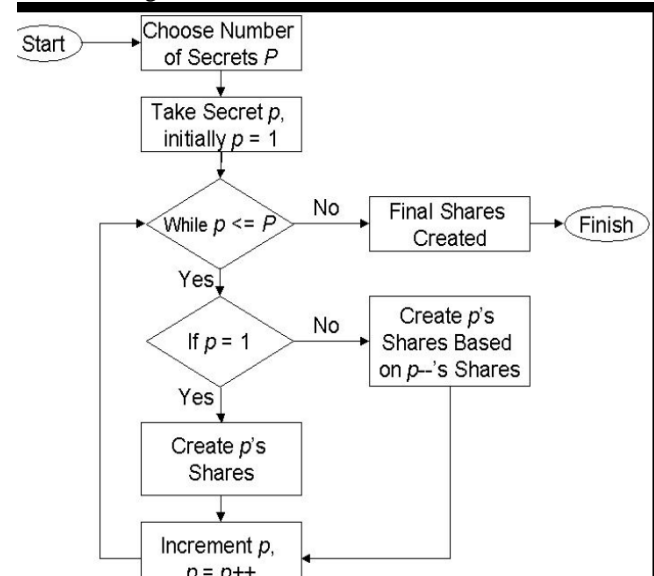 Start
Choose Number
of Secrets P
Take Secret p,
initially p = 1
While p <= P
No
Final Shares
Created
Finish
Yes
If p = 1
No
Create p's
Shares Based
on p--'s Shares
Yes
Create p's
Shares
Increment p,
p = p++